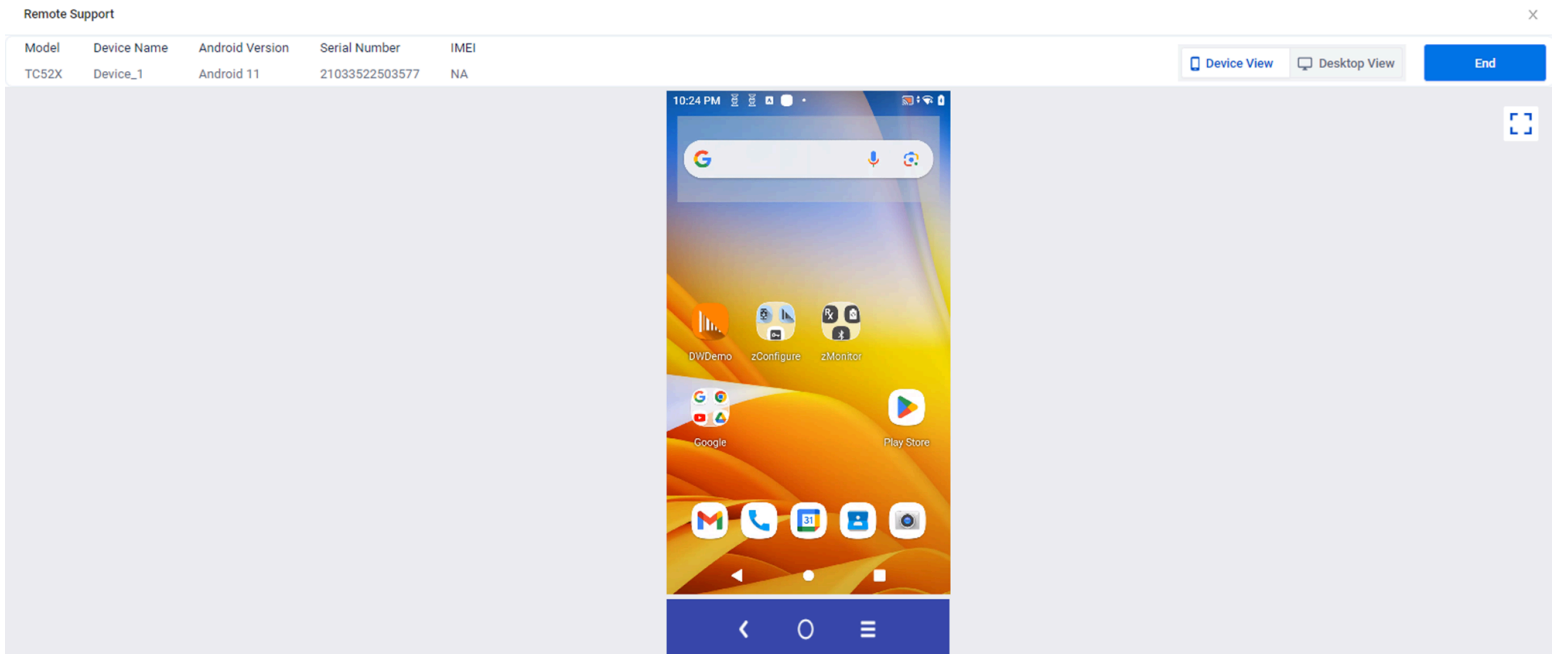 Remote Support
Model Device Name Android Version Serial Number IMEI
TC52X Device_1 Android 11 21033522503577 NA
Device View Desktop View End
10:24 PM
DWDemo zConfigure zMonitor
Google Play Store
31